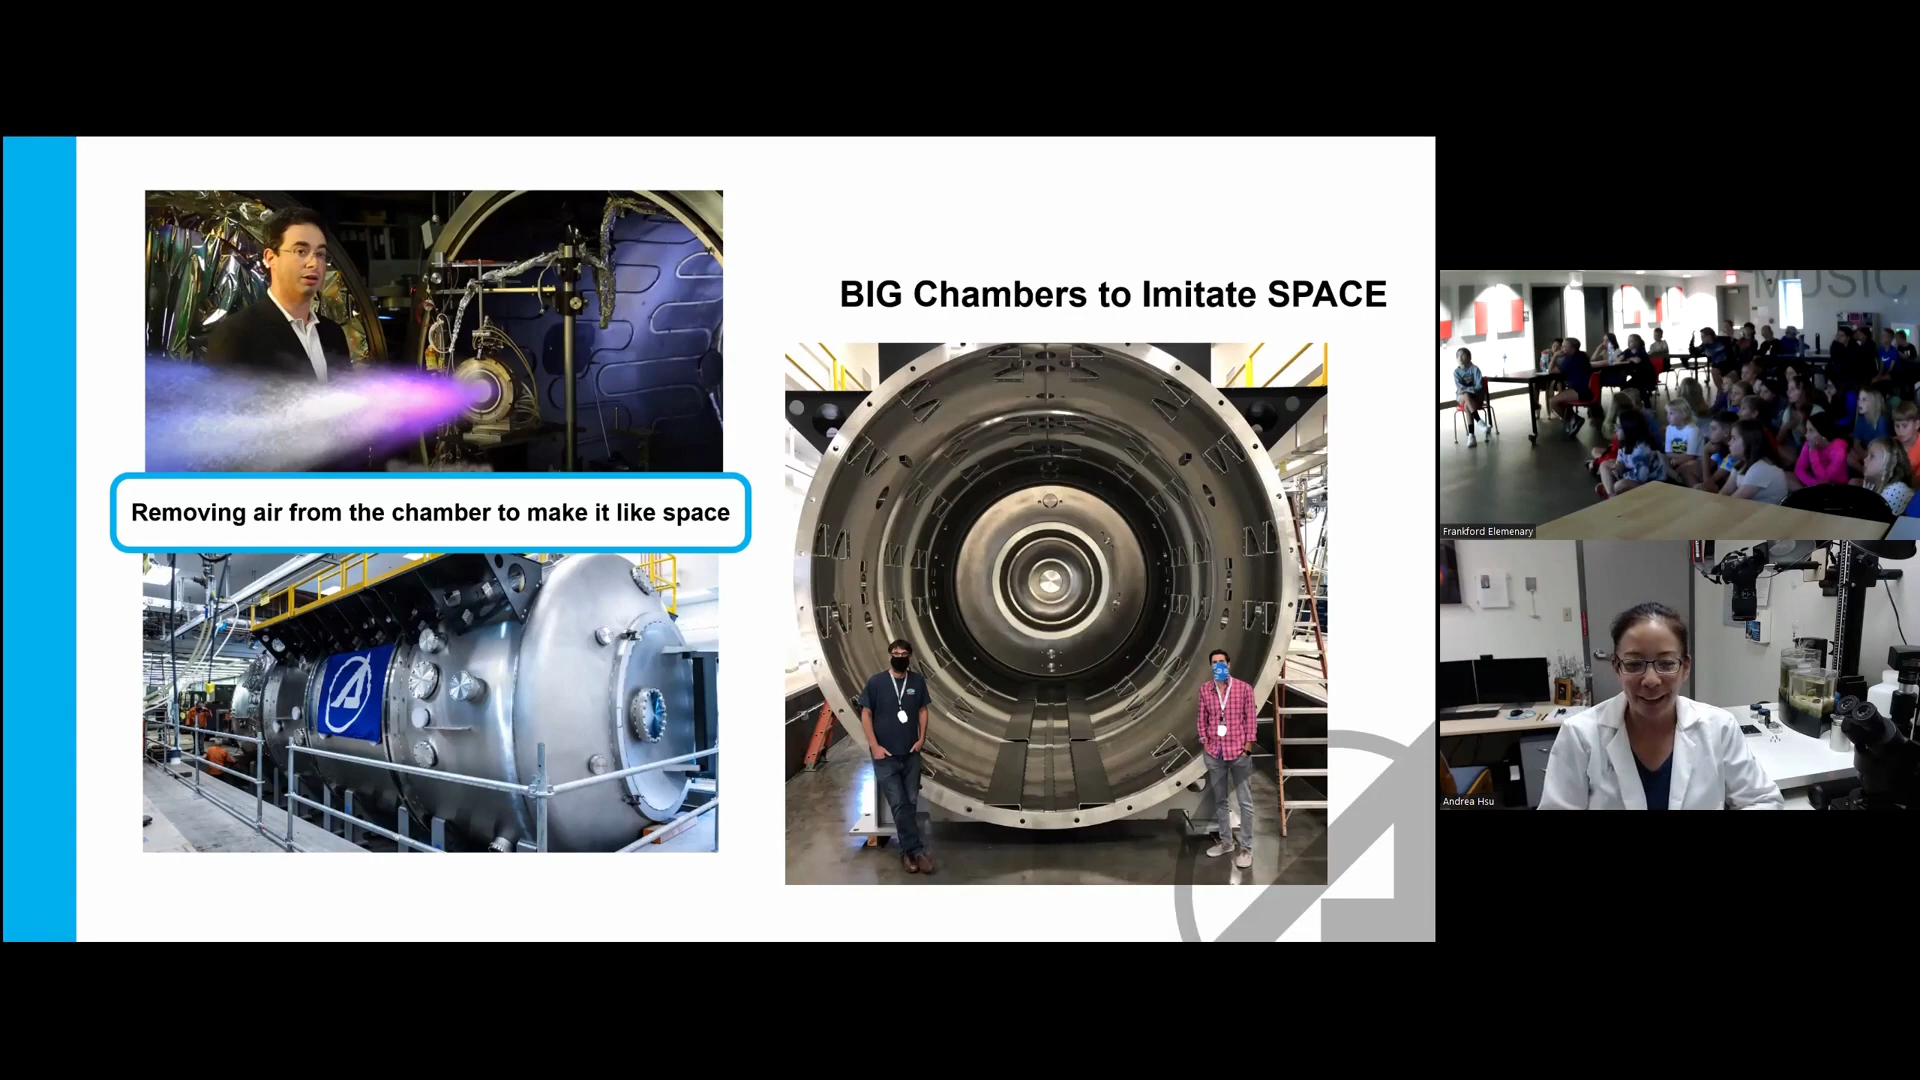 BIG Chambers to Imitate SPACE
Removing air from the chamber to make it like space
MUSIC
Frankford Elemenary
Andrea Hsu